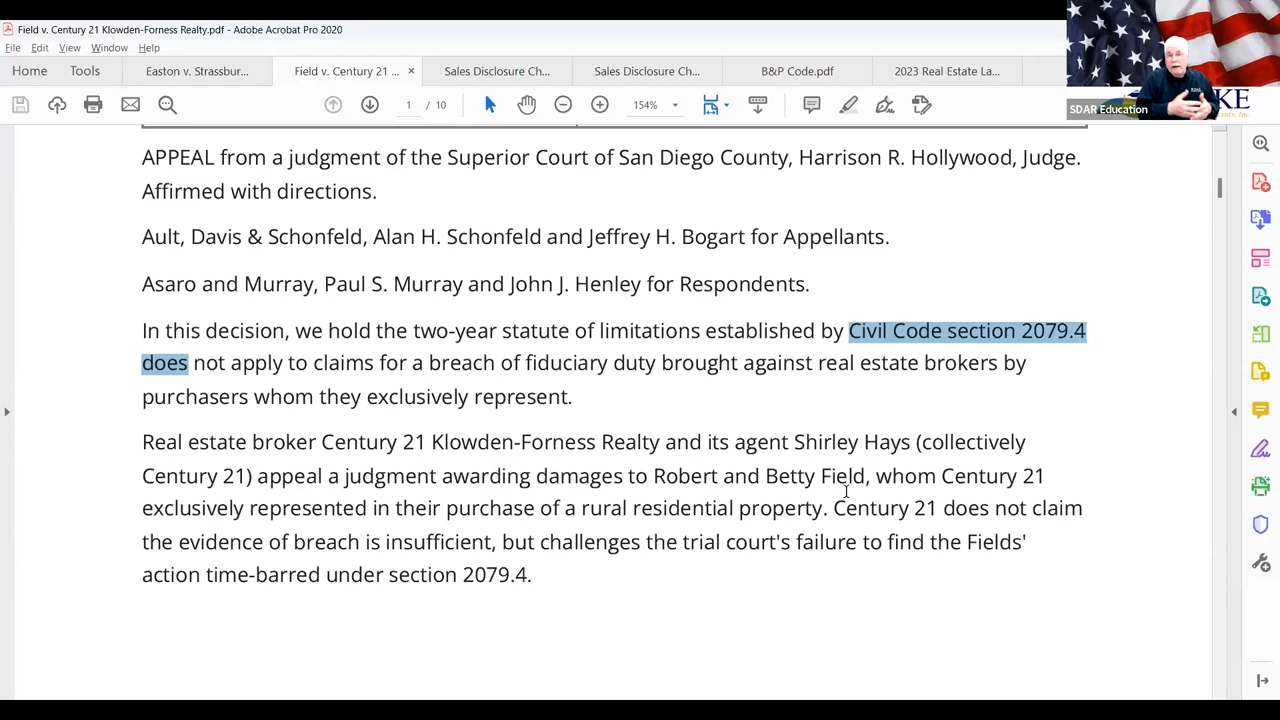 Field v. Century 21 Klowden-Forness Realty.pdf - Adobe Acrobat Pro 2020
File Edit View Window Help
Home Tools Easton v. Strassbur... Field v. Century 21 ... × Sales Disclosure Ch... Sales Disclosure Ch... B&P Code.pdf 2023 Real Estate La...
1 / 10 154%
SDAR Education
KE
APPEAL from a judgment of the Superior Court of San Diego County, Harrison R. Hollywood, Judge.
Affirmed with directions.
Ault, Davis & Schonfeld, Alan H. Schonfeld and Jeffrey H. Bogart for Appellants.
Asaro and Murray, Paul S. Murray and John J. Henley for Respondents.
In this decision, we hold the two-year statute of limitations established by Civil Code section 2079.4
does not apply to claims for a breach of fiduciary duty brought against real estate brokers by
purchasers whom they exclusively represent.
Real estate broker Century 21 Klowden-Forness Realty and its agent Shirley Hays (collectively
Century 21) appeal a judgment awarding damages to Robert and Betty Field, whom Century 21
exclusively represented in their purchase of a rural residential property. Century 21 does not claim
the evidence of breach is insufficient, but challenges the trial court's failure to find the Fields'
action time-barred under section 2079.4.